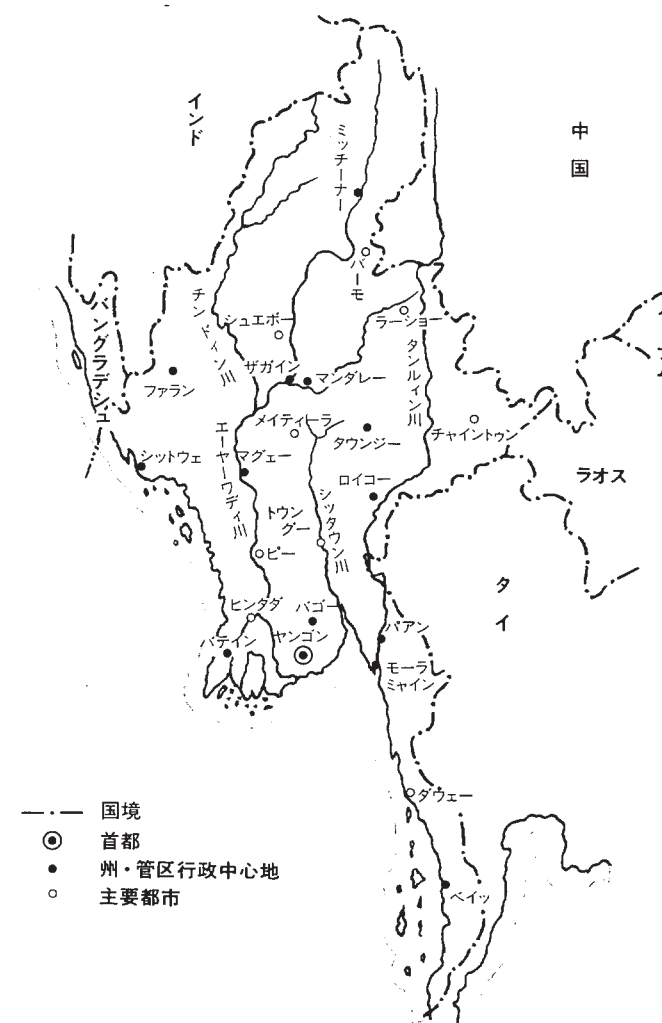 インド
中国
ミッチーナー
バーモ
バングラデシュ
チンドィン川
シュエボー
ラーショー
ファラン
ザガイン
マンダレー
タンルィン川
メイティーラ
タウンジー
チャイントゥン
シットウェ
エーヤーワディ川
マグェー
ロイコー
ラオス
トウングー
シッタウン川
ピー
タイ
ヒンタダ
バゴー
パテイン
ヤンゴン
パアン
モーラミャイン
ダウェー
ベイッ
国境
首都
州・管区行政中心地
主要都市